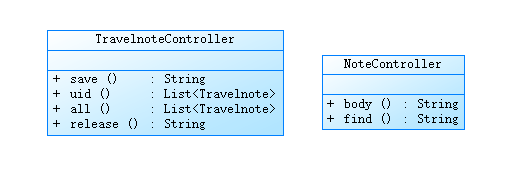 TravelnoteController
+ save () : String
+ uid () : List<Travelnote>
+ all () : List<Travelnote>
+ release () : String
NoteController
+ body () : String
+ find () : String